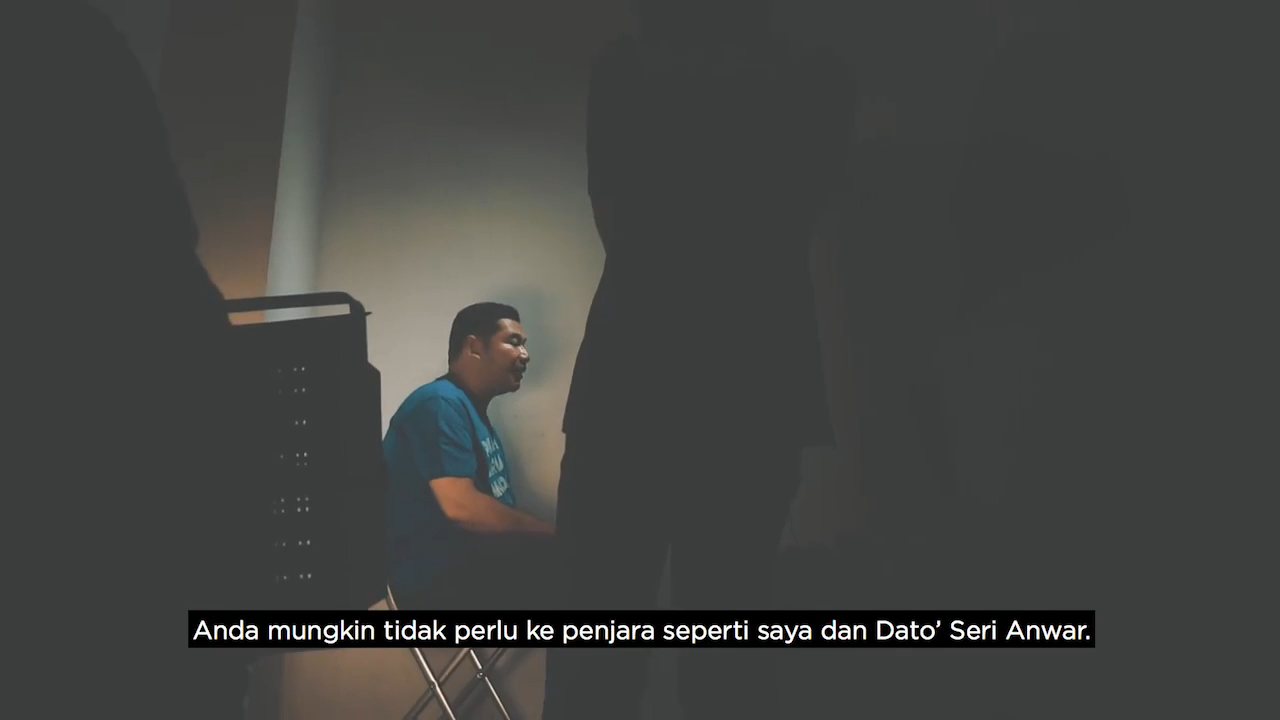 Anda mungkin tidak perlu ke penjara seperti saya dan Dato’ Seri Anwar.